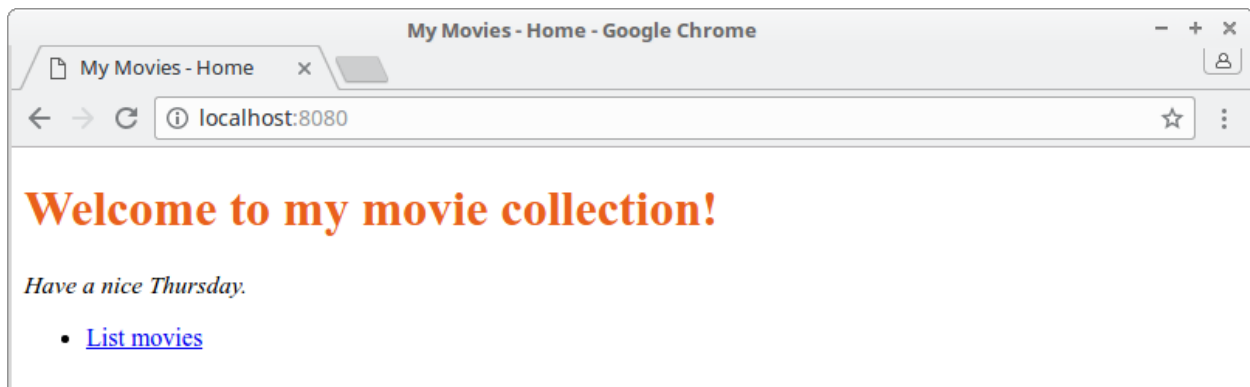 My Movies - Home - Google Chrome
My Movies - Home
localhost:8080
Welcome to my movie collection!
Have a nice Thursday.
List movies